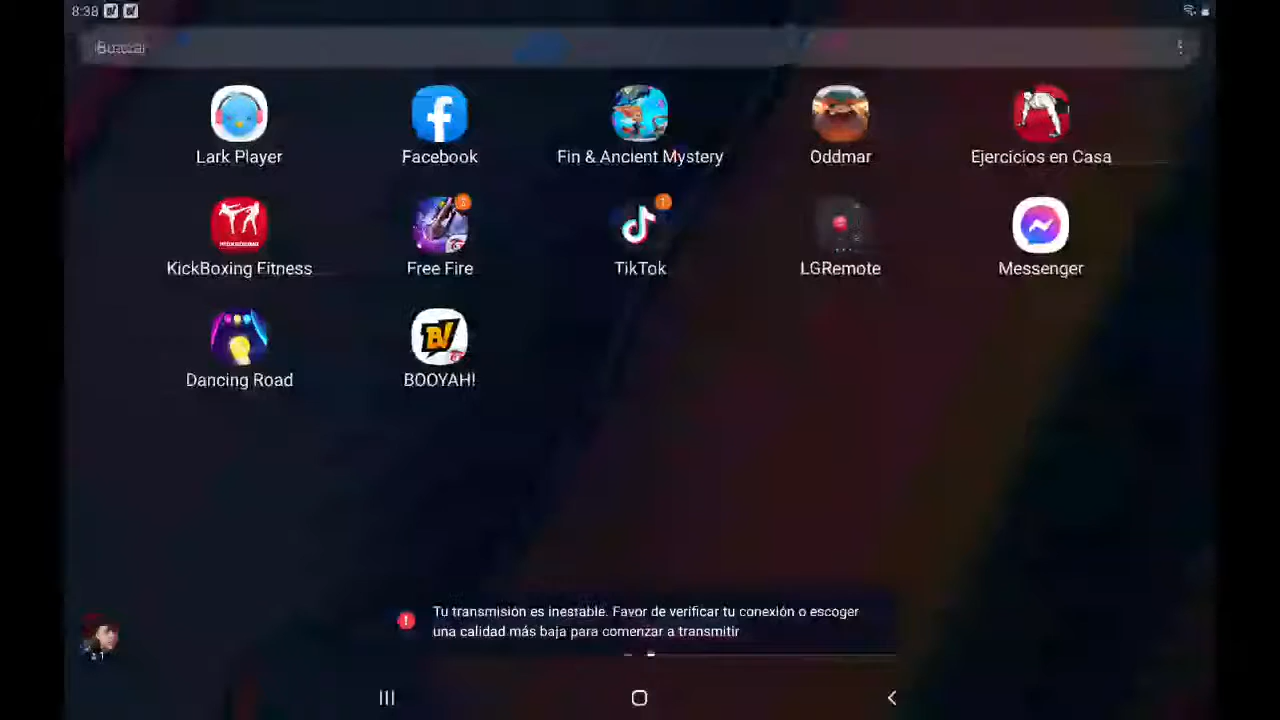 8:38
Buscar
Lark Player
Facebook
Fin & Ancient Mystery
Oddmar
Ejercicios en Casa
KickBoxing Fitness
Free Fire
TikTok
LGRemote
Messenger
Dancing Road
BOOYAH!
Tu transmisión es inestable. Favor de verificar tu conexión o escoger
una calidad más baja para comenzar a transmitir
1